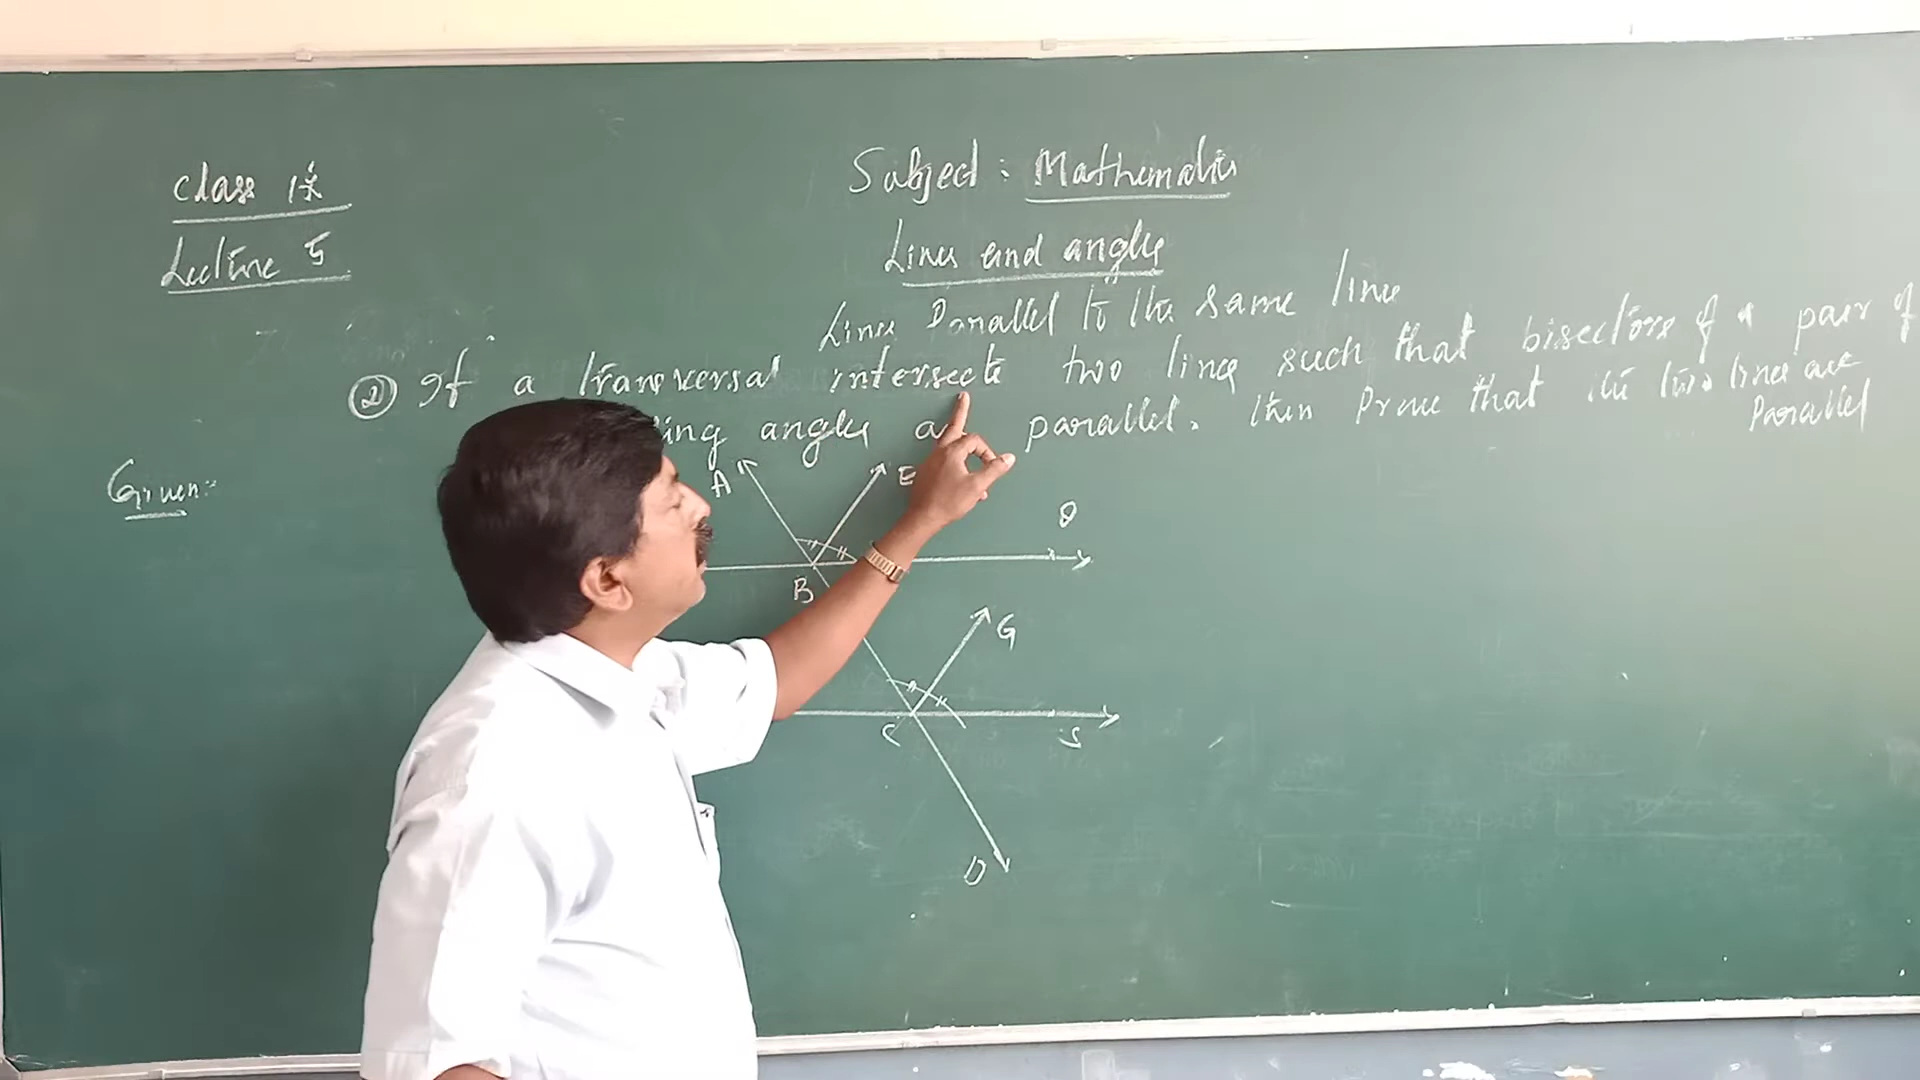 Class IX
Subject : Mathematics
Lecture 5
Lines and angles
Lines Parallel to the same line
② If a transversal intersects two lines such that bisectors of a pair of
ing angles a parallel. then Prove that the two lines are
Parallel
Given:-
A
E
Q
B
G
C
S
D